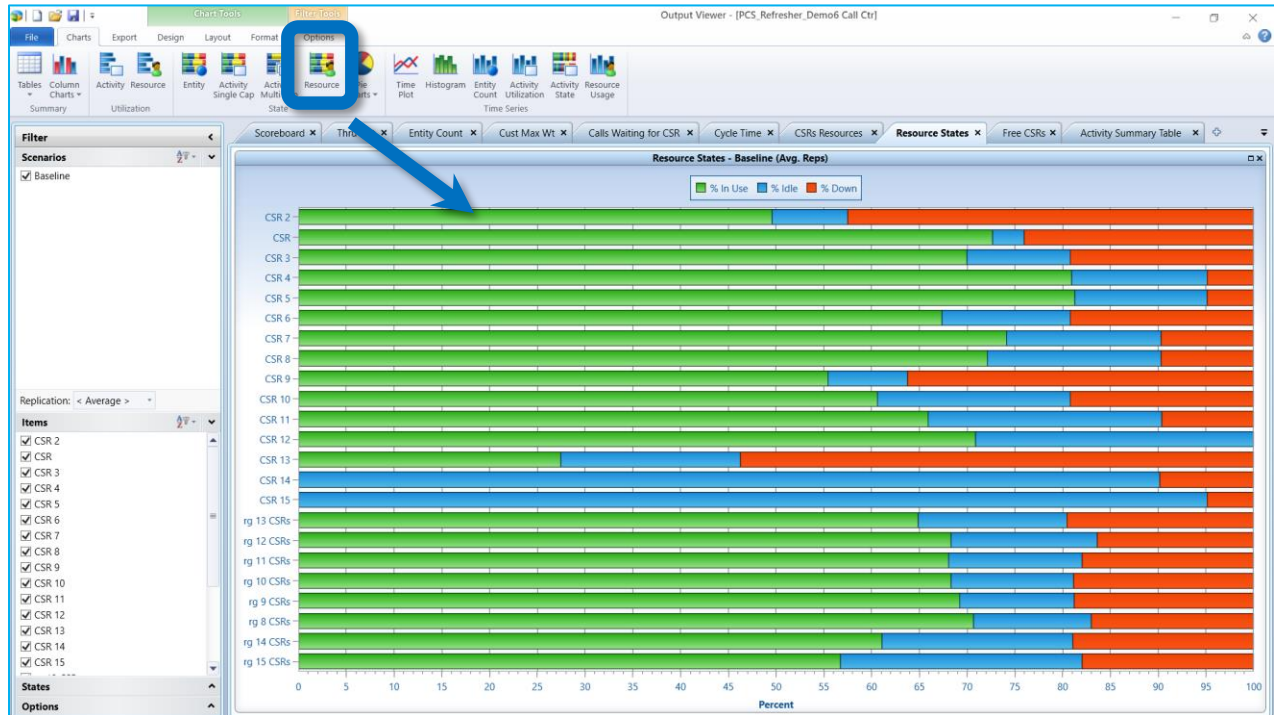 Chart Tools
Filter Tools
Output Viewer - [PCS_Refresher_Demo6 Call Ctr]
File Charts Export Design Layout Format Options
Tables Column Charts Activity Resource Entity Activity Single Cap Resource Time Plot Histogram Entity Count Activity Utilization Activity State Resource Usage
Summary Utilization State Time Series
Filter
Scenarios
Baseline
Replication: < Average >
Items
CSR 2
CSR
CSR 3
CSR 4
CSR 5
CSR 6
CSR 7
CSR 8
CSR 9
CSR 10
CSR 11
CSR 12
CSR 13
CSR 14
CSR 15
States
Options
Scoreboard Entity Count Cust Max Wt Calls Waiting for CSR Cycle Time CSRs Resources Resource States Free CSRs Activity Summary Table
Resource States - Baseline (Avg. Reps)
% In Use % Idle % Down
CSR 2
CSR
CSR 3
CSR 4
CSR 5
CSR 6
CSR 7
CSR 8
CSR 9
CSR 10
CSR 11
CSR 12
CSR 13
CSR 14
CSR 15
rg 13 CSRs
rg 12 CSRs
rg 11 CSRs
rg 10 CSRs
rg 9 CSRs
rg 8 CSRs
rg 14 CSRs
rg 15 CSRs
0 5 10 15 20 25 30 35 40 45 50 55 60 65 70 75 80 85 90 95 100
Percent